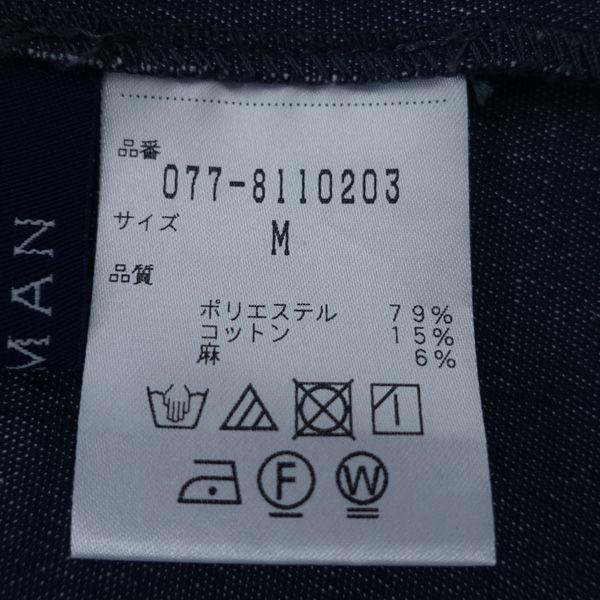 品番
077-8110203
サイズ
M
品質
ポリエステル 79%
コットン 15%
麻 6%
F
W
MAN